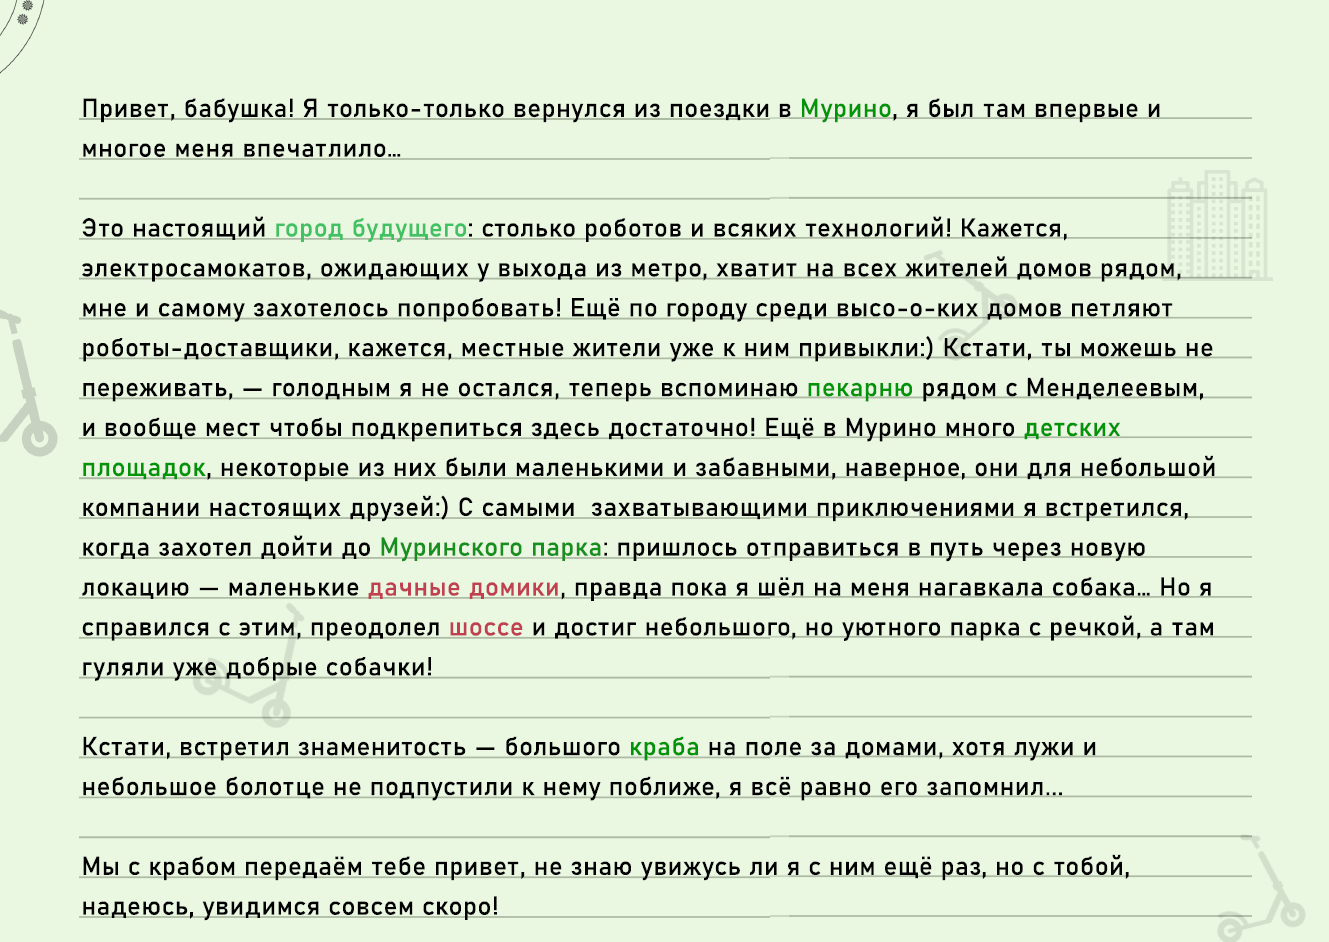 Привет, бабушка! Я только-только вернулся из поездки в Мурино, я был там впервые и
многое меня впечатлило...
Это настоящий город будущего: столько роботов и всяких технологий! Кажется,
электросамокатов, ожидающих у выхода из метро, хватит на всех жителей домов рядом,
мне и самому захотелось попробовать! Ещё по городу среди высо-о-ких домов петляют
роботы-доставщики, кажется, местные жители уже к ним привыкли:) Кстати, ты можешь не
переживать, — голодным я не остался, теперь вспоминаю пекарню рядом с Менделеевым,
и вообще мест чтобы подкрепиться здесь достаточно! Ещё в Мурино много детских
площадок, некоторые из них были маленькими и забавными, наверное, они для небольшой
компании настоящих друзей:) С самыми  захватывающими приключениями я встретился,
когда захотел дойти до Муринского парка: пришлось отправиться в путь через новую
локацию — маленькие дачные домики, правда пока я шёл на меня нагавкала собака... Но я
справился с этим, преодолел шоссе и достиг небольшого, но уютного парка с речкой, а там
гуляли уже добрые собачки!
Кстати, встретил знаменитость — большого краба на поле за домами, хотя лужи и
небольшое болотце не подпустили к нему поближе, я всё равно его запомнил...
Мы с крабом передаём тебе привет, не знаю увижусь ли я с ним ещё раз, но с тобой,
надеюсь, увидимся совсем скоро!